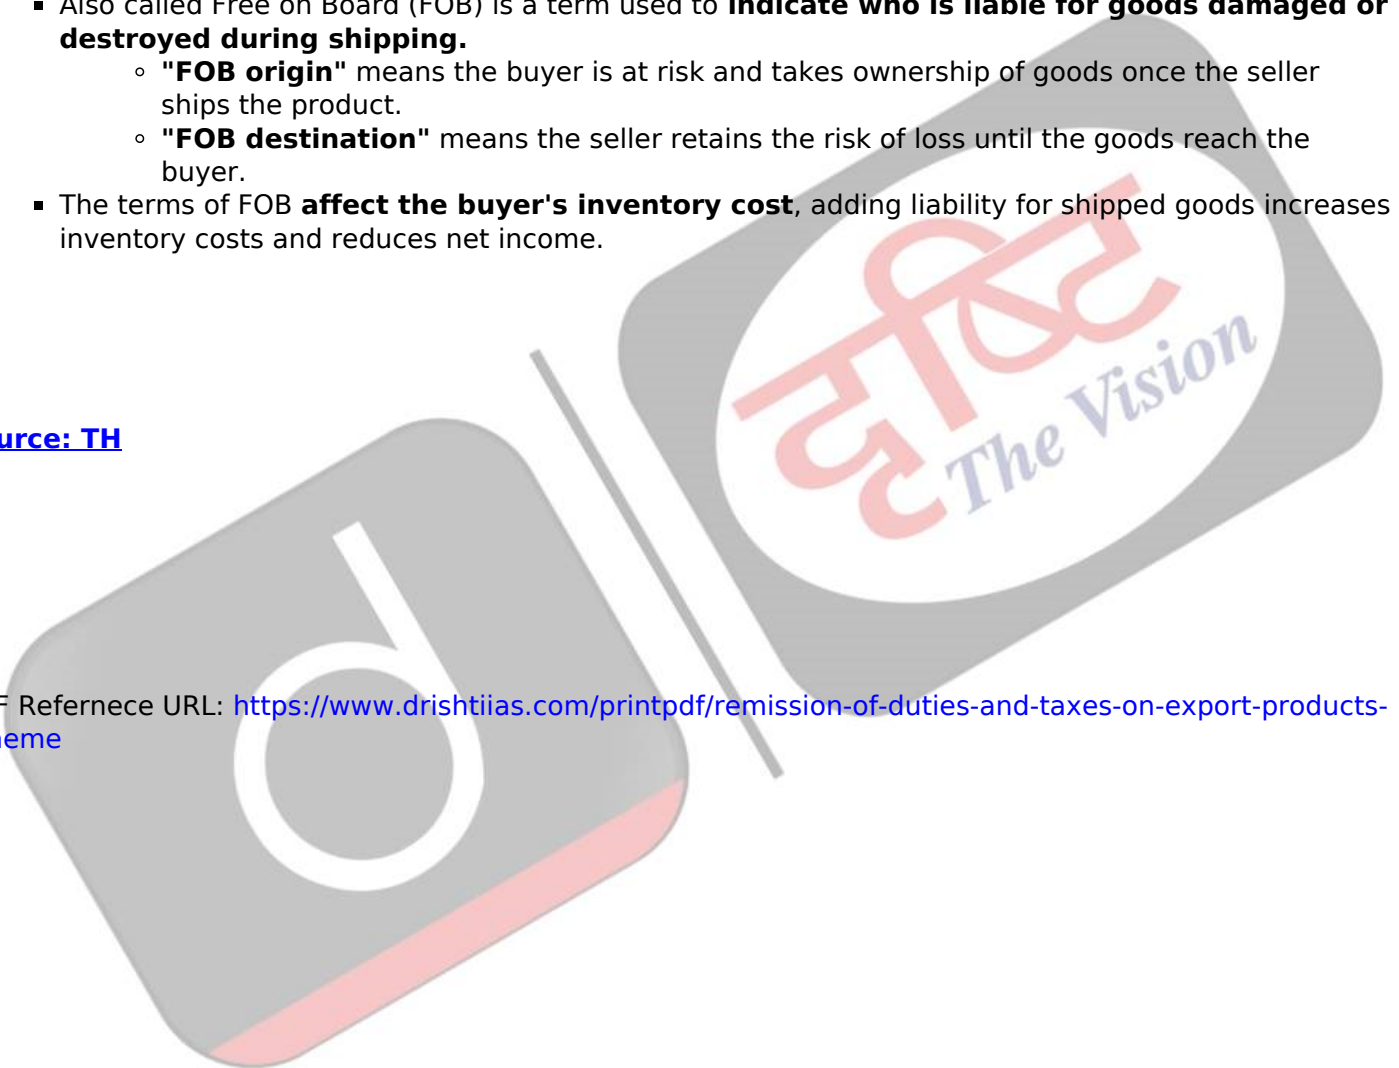 Also called Free on Board (FOB) is a term used to indicate who is liable for goods damaged or
destroyed during shipping.
"FOB origin" means the buyer is at risk and takes ownership of goods once the seller
ships the product.
"FOB destination" means the seller retains the risk of loss until the goods reach the
buyer.
The terms of FOB affect the buyer's inventory cost, adding liability for shipped goods increases
inventory costs and reduces net income.
दृष्टि
The Vision
urce: TH
F Refernece URL: https://www.drishtiias.com/printpdf/remission-of-duties-and-taxes-on-export-products-
eme
d